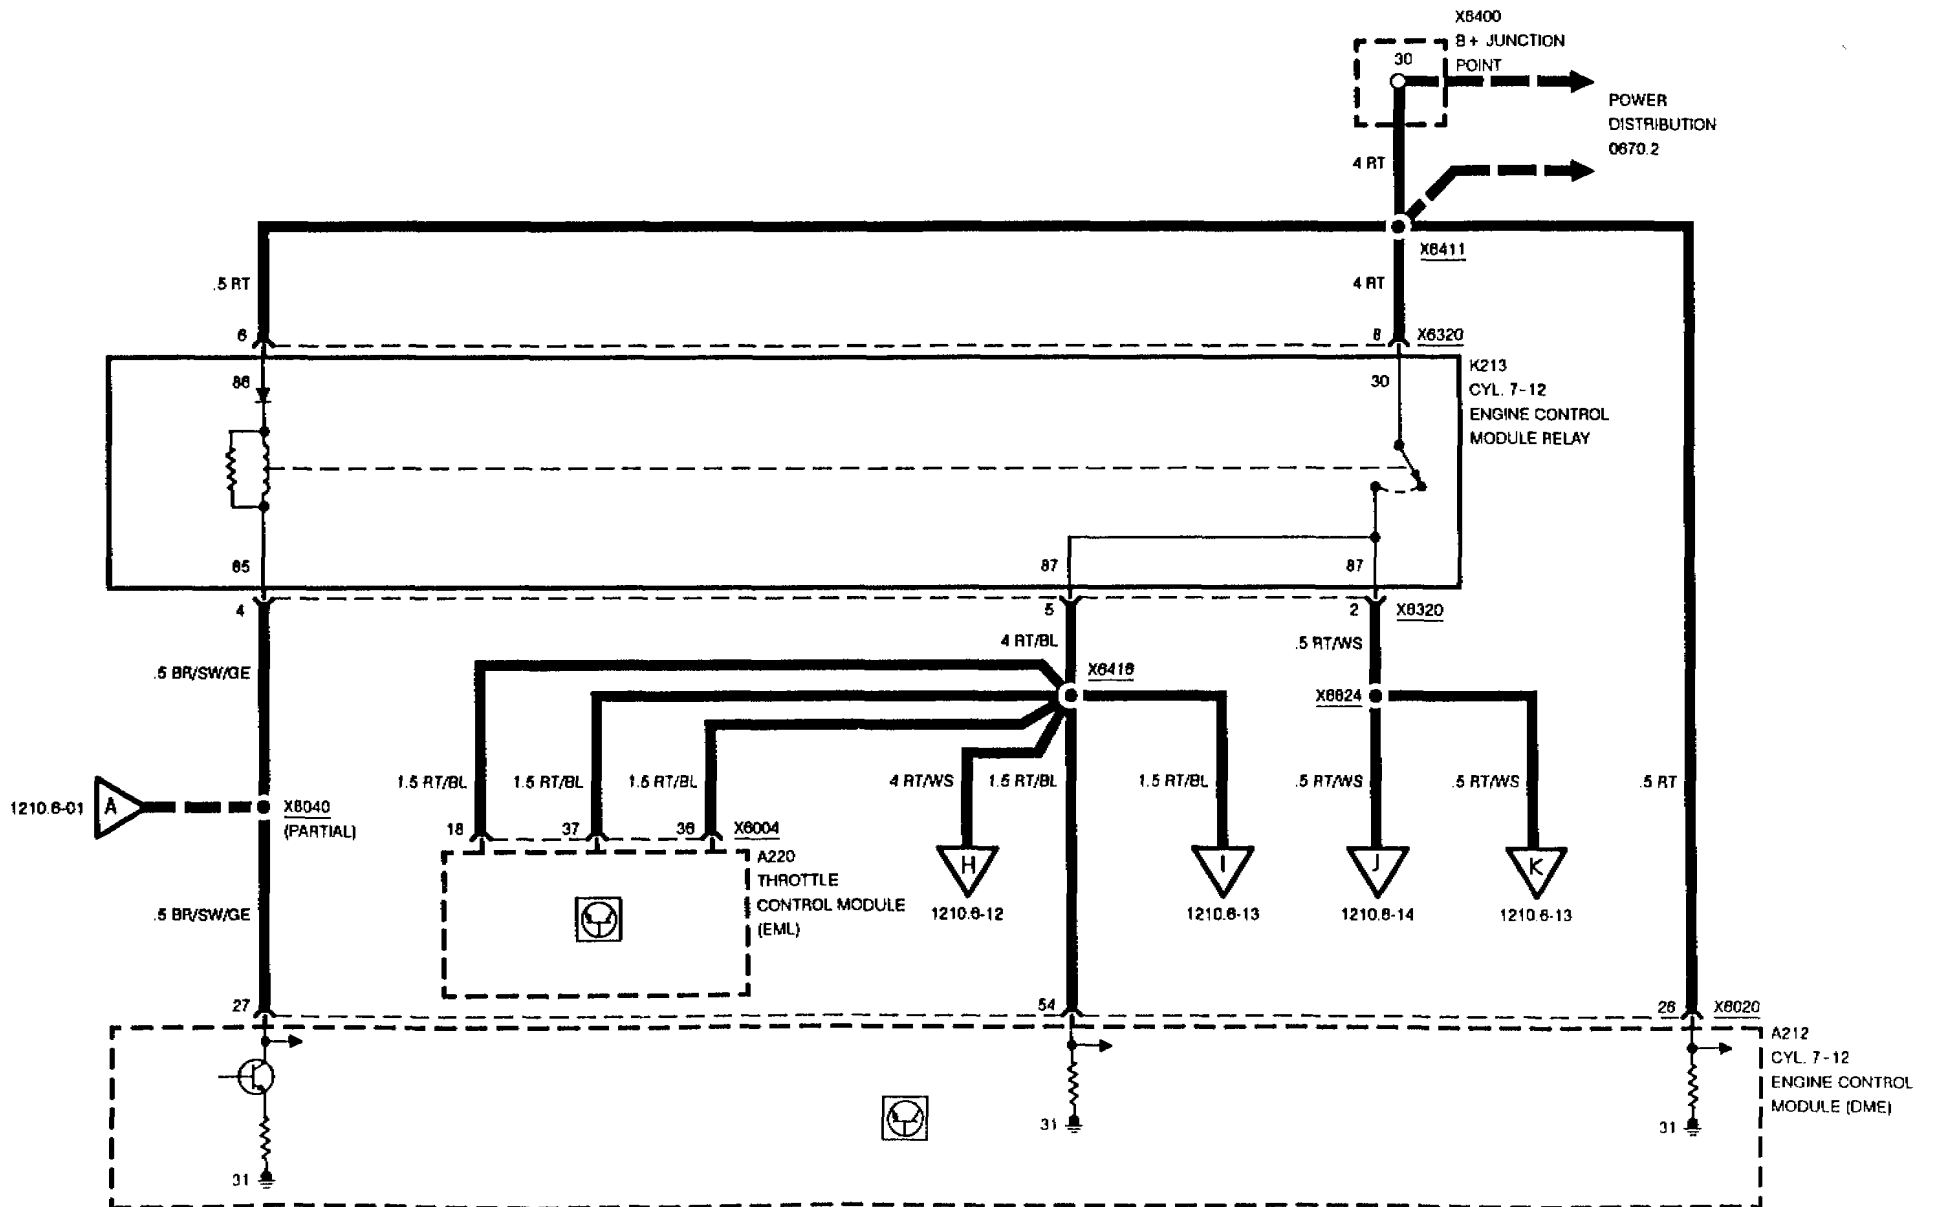 X6400
B+ JUNCTION
POINT
30
POWER
DISTRIBUTION
0670.2
4 RT
X6411
.5 RT
4 RT
6
8
X6320
K213
CYL. 7-12
ENGINE CONTROL
MODULE RELAY
86
30
85
87
87
4
5
2
X6320
4 RT/BL
.5 RT/WS
.5 BR/SW/GE
X6416
X6824
1.5 RT/BL
1.5 RT/BL
1.5 RT/BL
4 RT/WS
1.5 RT/BL
1.5 RT/BL
.5 RT/WS
.5 RT/WS
.5 RT
1210.6-01
A
X6040
(PARTIAL)
18
37
36
X6004
A220
THROTTLE
CONTROL MODULE
(EML)
H
I
J
K
1210.6-12
1210.6-13
1210.6-14
1210.6-13
.5 BR/SW/GE
27
54
26
X6020
A212
CYL. 7-12
ENGINE CONTROL
MODULE (DME)
31
31
31